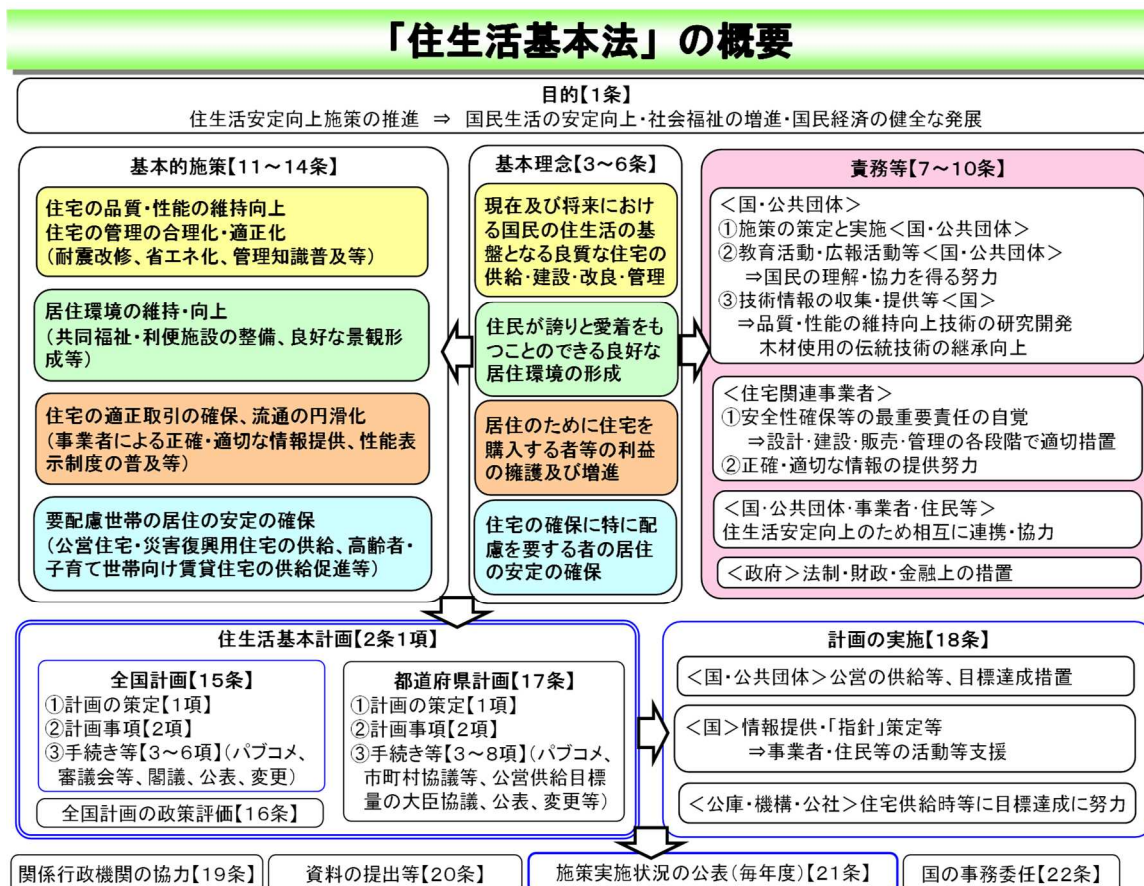 「住生活基本法」の概要
目的【1条】
住生活安定向上施策の推進 ⇒ 国民生活の安定向上・社会福祉の増進・国民経済の健全な発展
基本的施策【11～14条】
住宅の品質・性能の維持向上
住宅の管理の合理化・適正化
(耐震改修、省エネ化、管理知識普及等)
居住環境の維持・向上
(共同福祉・利便施設の整備、良好な景観形
成等)
住宅の適正取引の確保、流通の円滑化
(事業者による正確・適切な情報提供、性能表
示制度の普及等)
要配慮世帯の居住の安定の確保
(公営住宅・災害復興用住宅の供給、高齢者・
子育て世帯向け賃貸住宅の供給促進等)
基本理念【3～6条】
現在及び将来におけ
る国民の住生活の基
盤となる良質な住宅の
供給・建設・改良・管理
住民が誇りと愛着をも
つことのできる良好な
居住環境の形成
居住のために住宅を
購入する者等の利益
の擁護及び増進
住宅の確保に特に配
慮を要する者の居住
の安定の確保
責務等【7～10条】
＜国・公共団体＞
①施策の策定と実施＜国・公共団体＞
②教育活動・広報活動等＜国・公共団体＞
⇒国民の理解・協力を得る努力
③技術情報の収集・提供等＜国＞
⇒品質・性能の維持向上技術の研究開発
木材使用の伝統技術の継承向上
＜住宅関連事業者＞
①安全性確保等の最重要責任の自覚
⇒設計・建設・販売・管理の各段階で適切措置
②正確・適切な情報の提供努力
＜国・公共団体・事業者・住民等＞
住生活安定向上のため相互に連携・協力
＜政府＞法制・財政・金融上の措置
住生活基本計画【2条1項】
全国計画【15条】
①計画の策定【1項】
②計画事項【2項】
③手続き等【3～6項】(パブコメ、
審議会等、閣議、公表、変更)
全国計画の政策評価【16条】
都道府県計画【17条】
①計画の策定【1項】
②計画事項【2項】
③手続き等【3～8項】(パブコメ、
市町村協議等、公営供給目標
量の大臣協議、公表、変更等)
計画の実施【18条】
＜国・公共団体＞公営の供給等、目標達成措置
＜国＞情報提供・「指針」策定等
⇒事業者・住民等の活動等支援
＜公庫・機構・公社＞住宅供給時等に目標達成に努力
関係行政機関の協力【19条】
資料の提出等【20条】
施策実施状況の公表(毎年度)【21条】
国の事務委任【22条】